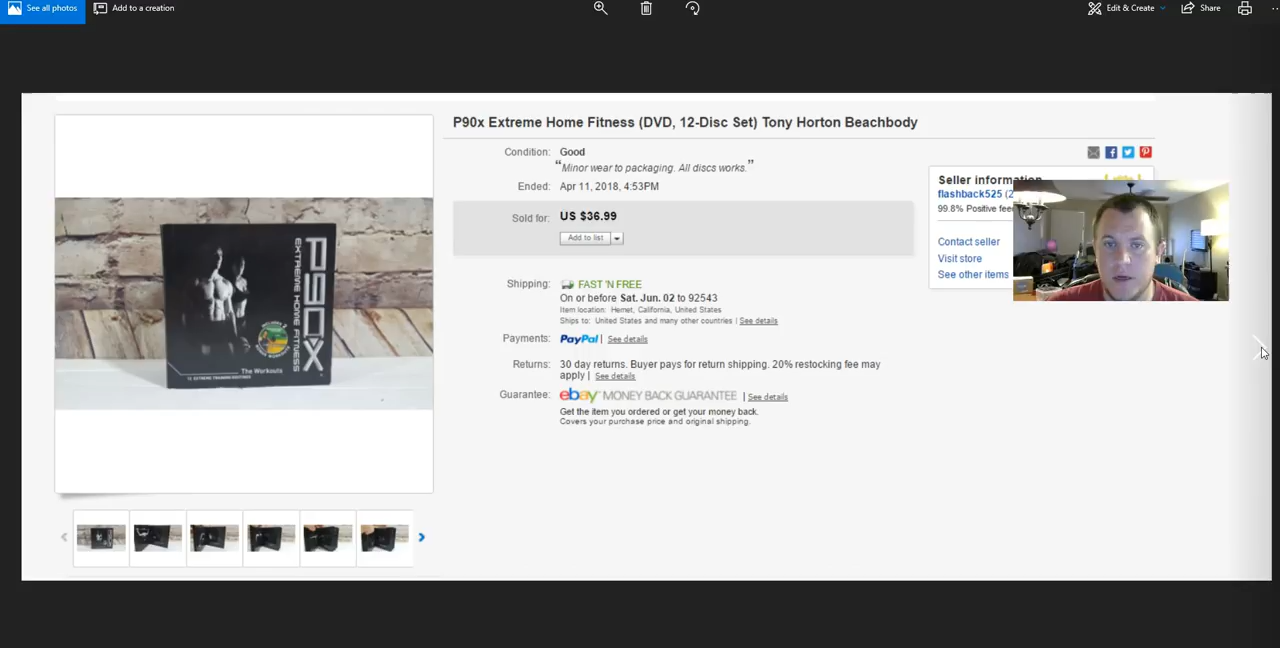 See all photos
Add to a creation
Edit & Create
Share
P90x Extreme Home Fitness (DVD, 12-Disc Set) Tony Horton Beachbody
Condition: Good
“Minor wear to packaging. All discs works.”
Ended: Apr 11, 2018, 4:53PM
Sold for: US $36.99
Add to list
Shipping: FAST 'N FREE
On or before Sat. Jun. 02 to 92543
Item location: Hemet, California, United States
Ships to: United States and many other countries | See details
Payments: PayPal | See details
Returns: 30 day returns. Buyer pays for return shipping. 20% restocking fee may
apply | See details
Guarantee: ebay MONEY BACK GUARANTEE | See details
Get the item you ordered or get your money back.
Covers your purchase price and original shipping.
Seller information
flashback525 (2
99.8% Positive fee
Contact seller
Visit store
See other items
P90X
EXTREME HOME FITNESS
The Workouts